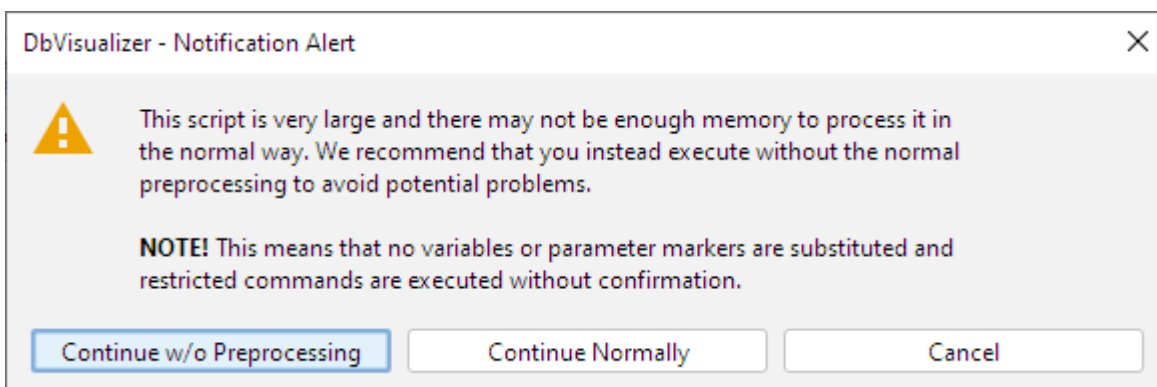 DbVisualizer - Notification Alert
This script is very large and there may not be enough memory to process it in
the normal way. We recommend that you instead execute without the normal
preprocessing to avoid potential problems.
NOTE! This means that no variables or parameter markers are substituted and
restricted commands are executed without confirmation.
Continue w/o Preprocessing
Continue Normally
Cancel